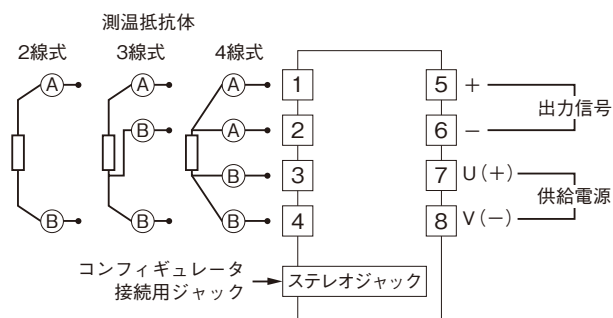 測温抵抗体
2線式 3線式 4線式
A A A 1 5 +
出力信号
B A 2 6 −
B 3 7 U(+)
供給電源
B B B 4 8 V(−)
コンフィギュレータ
接続用ジャック
ステレオジャック